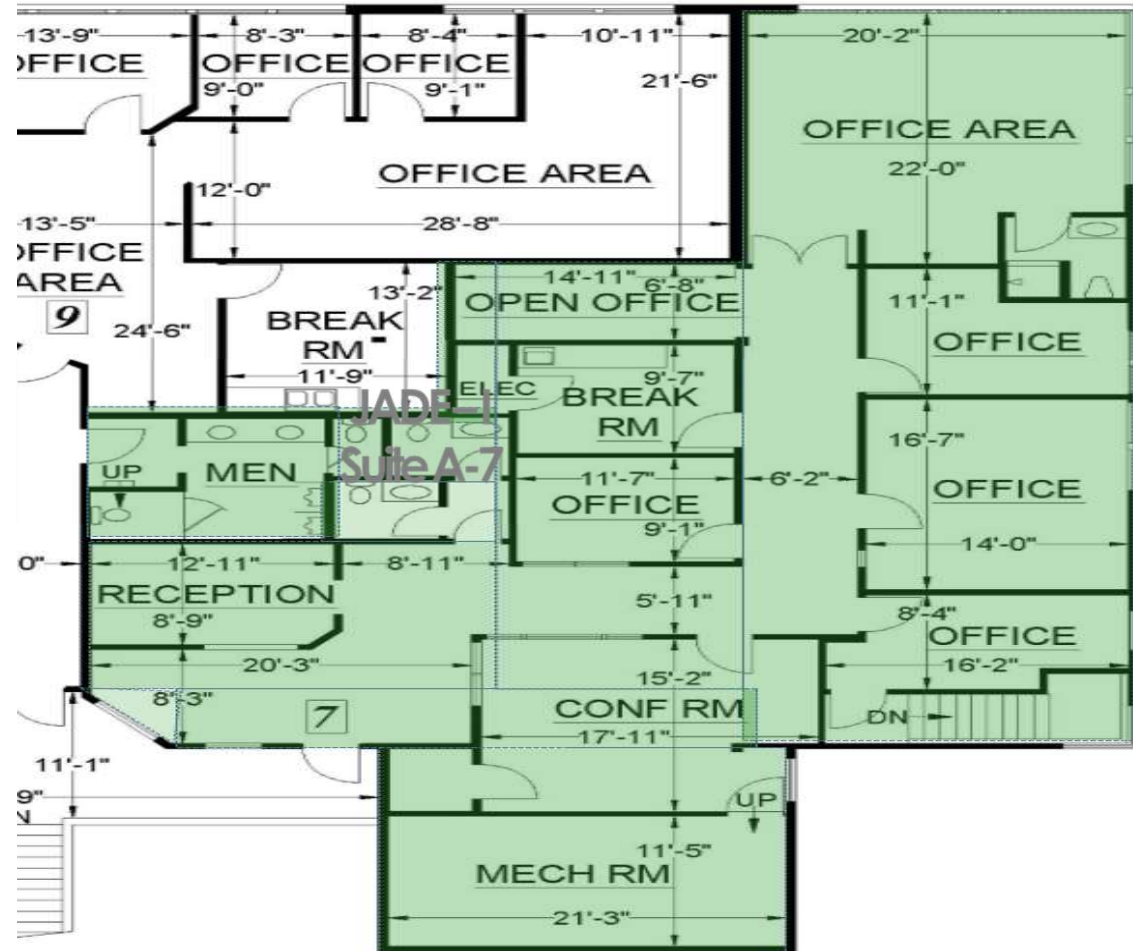 13'-9"
8'-3"
8'-4"
10'-11"
20'-2"
OFFICE
OFFICE
OFFICE
9'-0"
9'-1"
21'-6"
OFFICE AREA
22'-0"
OFFICE AREA
12'-0"
28'-8"
13'-5"
OFFICE
AREA
9
24'-6"
13'-2"
BREAK
RM
11'-9"
14'-11"
6'-8"
OPEN OFFICE
11'-1"
OFFICE
ELEC
9'-7"
BREAK
RM
JADE-I
Suite A-7
16'-7"
OFFICE
14'-0"
UP
MEN
11'-7"
OFFICE
9'-1"
6'-2"
0"
12'-11"
8'-11"
RECEPTION
8'-9"
5'-11"
8'-4"
OFFICE
16'-2"
20'-3"
8'-3"
7
15'-2"
CONF RM
17'-11"
DN
11'-1"
9"
N
UP
11'-5"
MECH RM
21'-3"